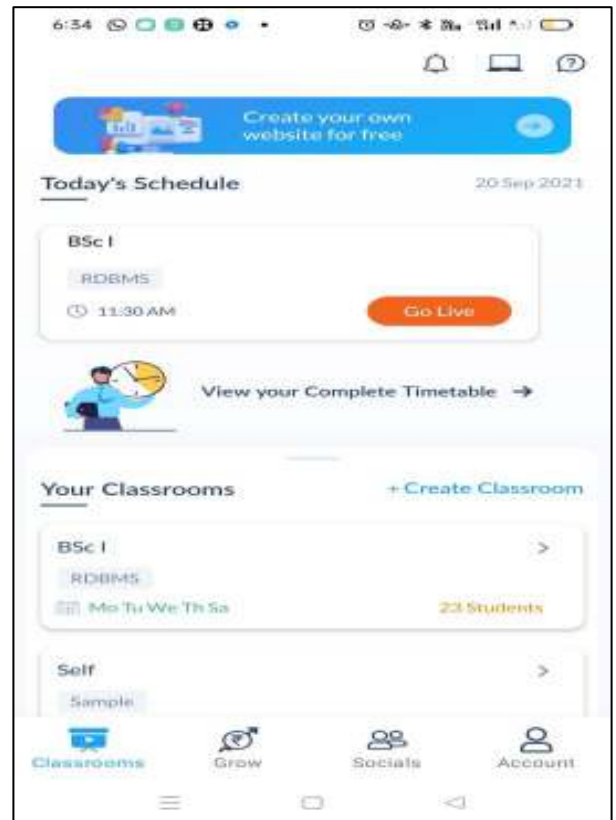 6:34
Create your own
website for free
Today's Schedule 20 Sep 2021
BSc I
RDBMS
11:30 AM Go Live
View your Complete Timetable →
Your Classrooms + Create Classroom
BSc I >
RDBMS
Mo Tu We Th Sa 23 Students
Self >
Sample
Classrooms Grow Socials Account